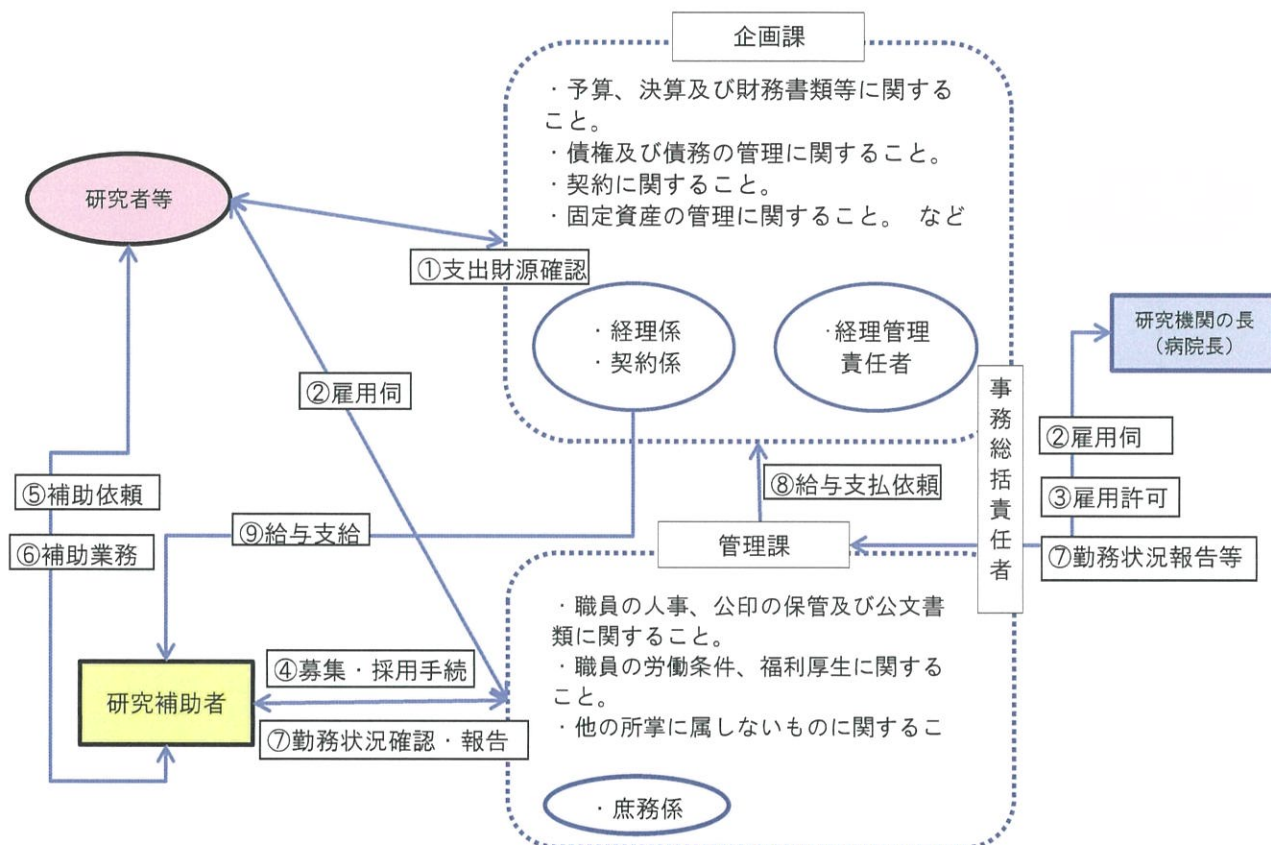 企画課
・予算、決算及び財務書類等に関する
こと。
・債権及び債務の管理に関すること。
・契約に関すること。
・固定資産の管理に関すること。 など
研究者等
①支出財源確認
・経理係
・契約係
・経理管理
責任者
研究機関の長
(病院長)
②雇用伺
事務総括責任者
②雇用伺
⑤補助依頼
⑧給与支払依頼
③雇用許可
⑥補助業務
⑨給与支給
管理課
⑦勤務状況報告等
・職員の人事、公印の保管及び公文書
類に関すること。
・職員の労働条件、福利厚生に関する
こと。
・他の所掌に属しないものに関するこ
④募集・採用手続
研究補助者
⑦勤務状況確認・報告
・庶務係